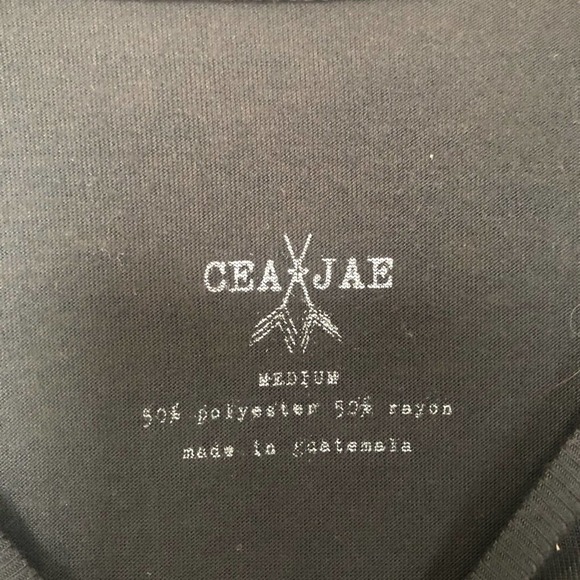 CEA JAE
MEDIUM
50% polyester 50% rayon
made in guatemala